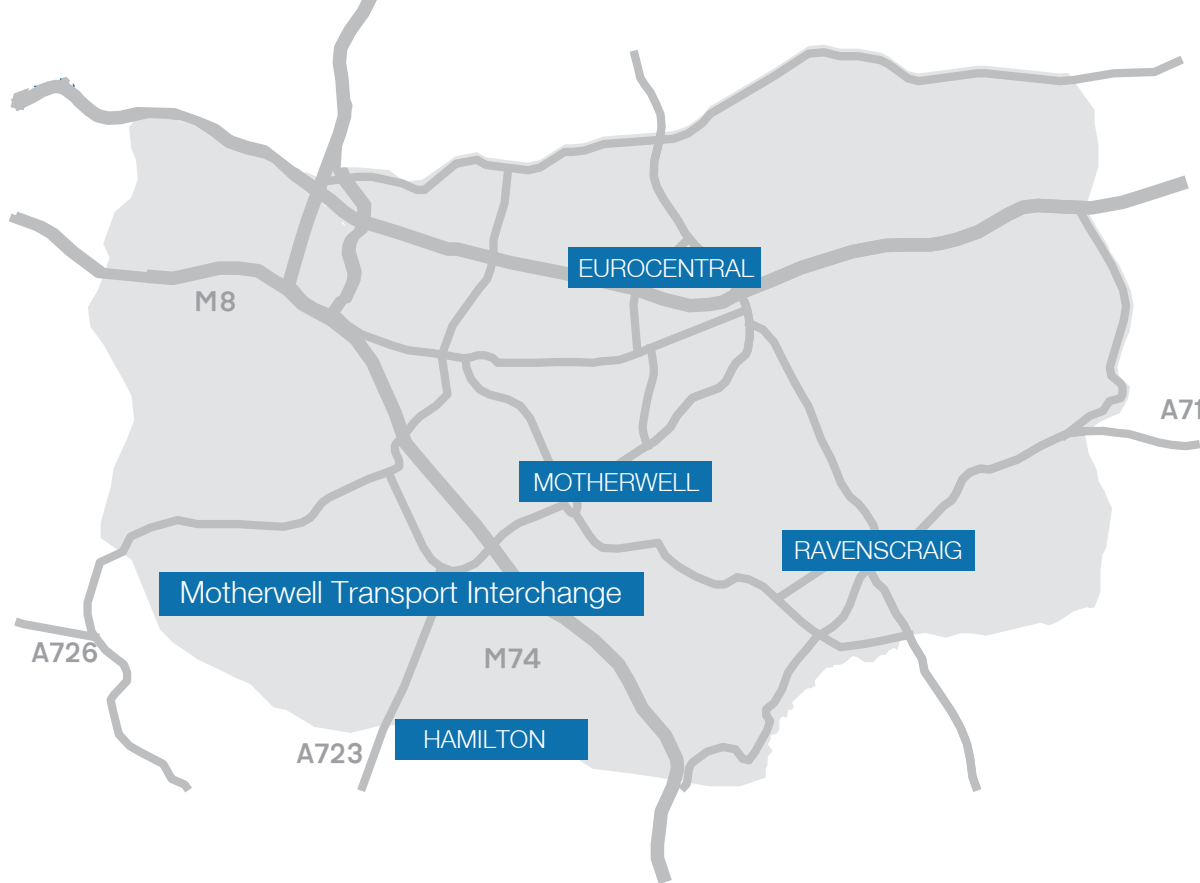 EUROCENTRAL
M8
A71
MOTHERWELL
RAVENSCRAIG
Motherwell Transport Interchange
A726
M74
HAMILTON
A723